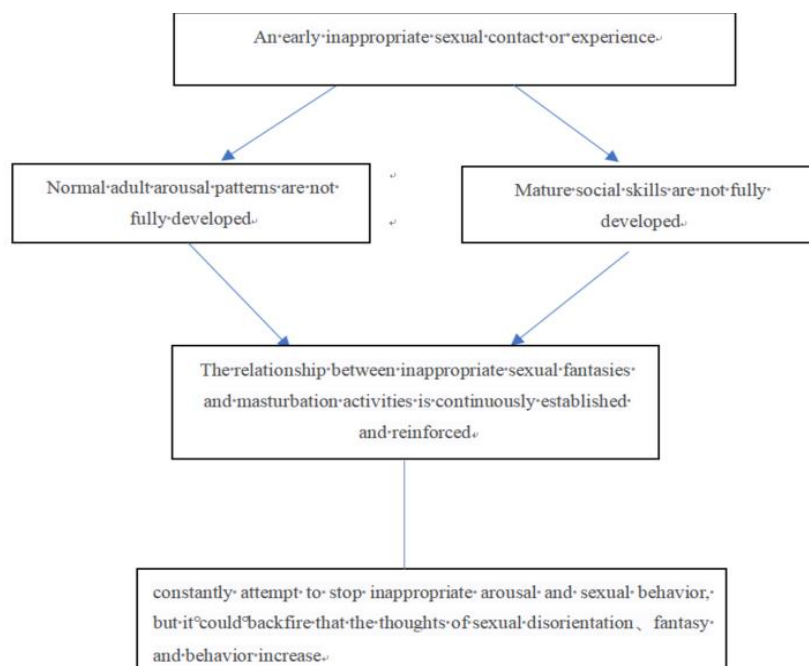 An early inappropriate sexual contact or experience
Normal adult arousal patterns are not
fully developed
Mature social skills are not fully
developed
The relationship between inappropriate sexual fantasies
and masturbation activities is continuously established
and reinforced
constantly attempt to stop inappropriate arousal and sexual behavior,
but it could backfire that the thoughts of sexual disorientation、fantasy
and behavior increase